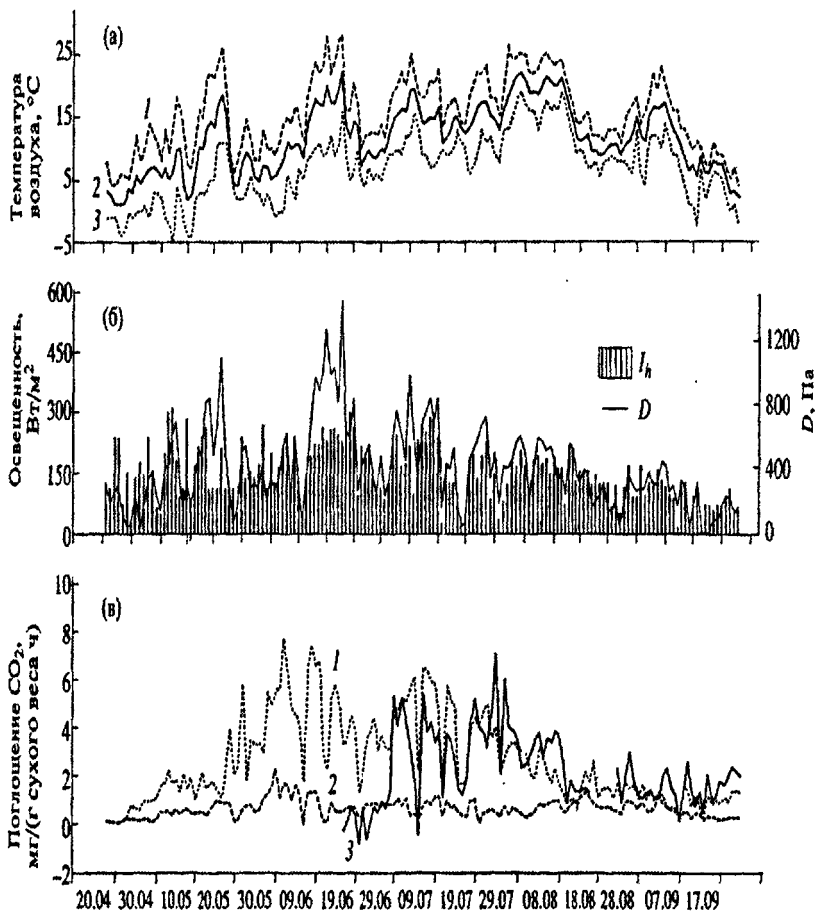 (а)
Температура
воздуха, °С
25
15
5
–5
1
2
3
(б)
Освещенность,
Вт/м²
600
450
300
150
0
I_h
D
1200
800
400
0
D, Па
(в)
Поглощение CO₂,
мг/(г сухого веса ч)
10
8
6
4
2
0
–2
1
2
3
20.04 30.04 10.05 20.05 30.05 09.06 19.06 29.06 09.07 19.07 29.07 08.08 18.08 28.08 07.09 17.09